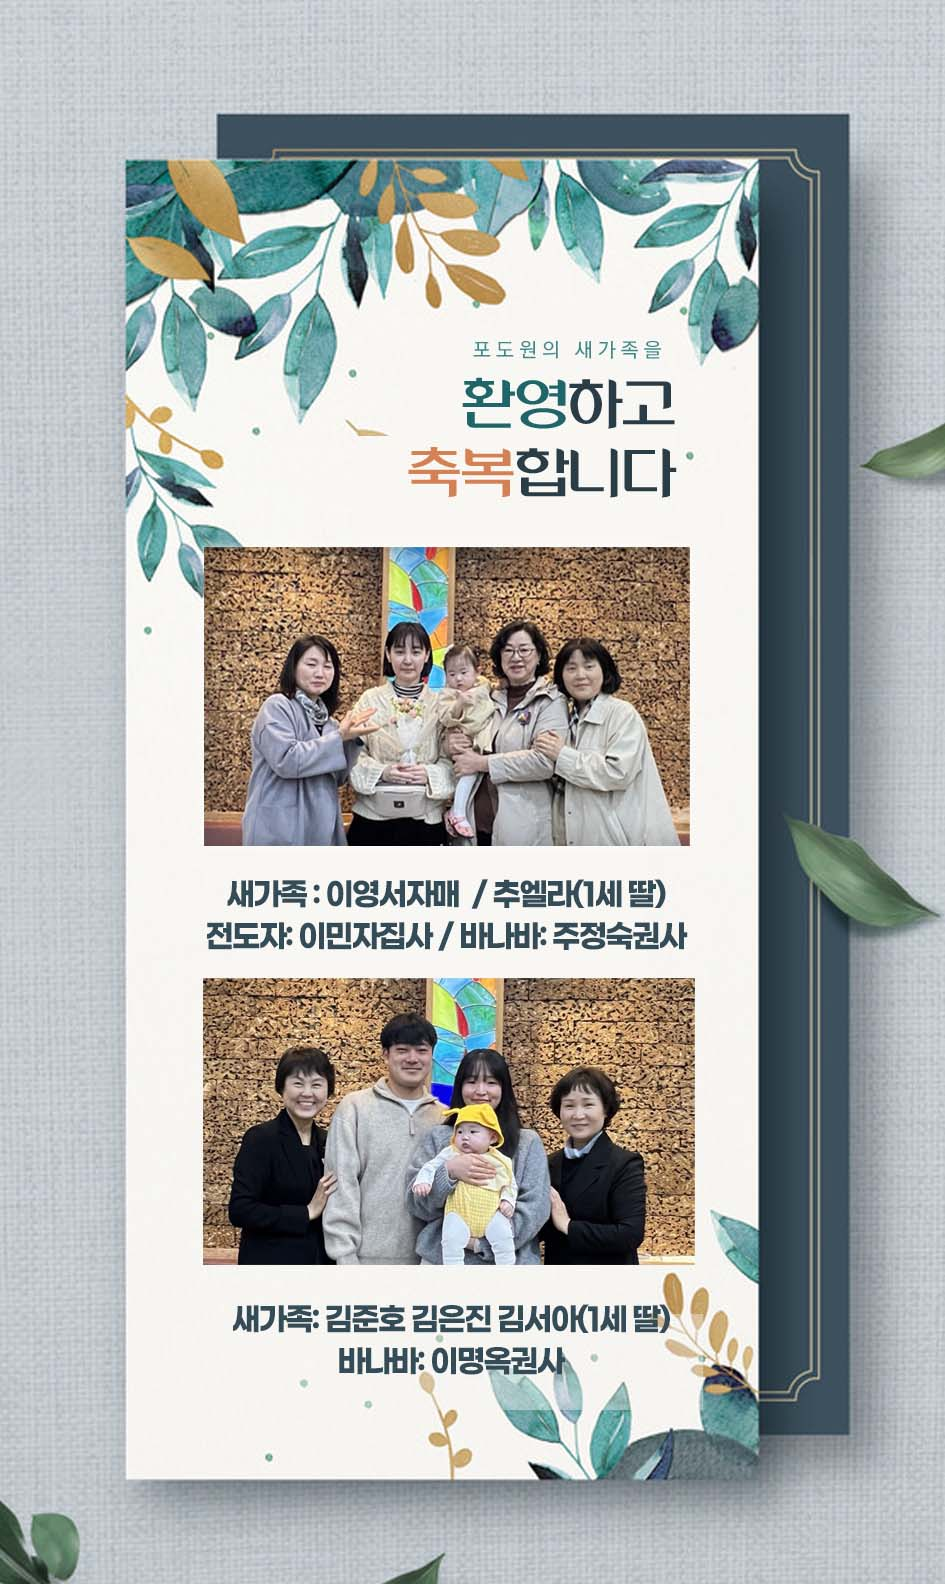 포도원의 새가족을
환영하고
축복합니다
새가족 : 이영서자매 / 추엘라(1세 딸)
전도자: 이민자집사 / 바나바: 주정숙권사
새가족: 김준호 김은진 김서아(1세 딸)
바나바: 이명옥권사